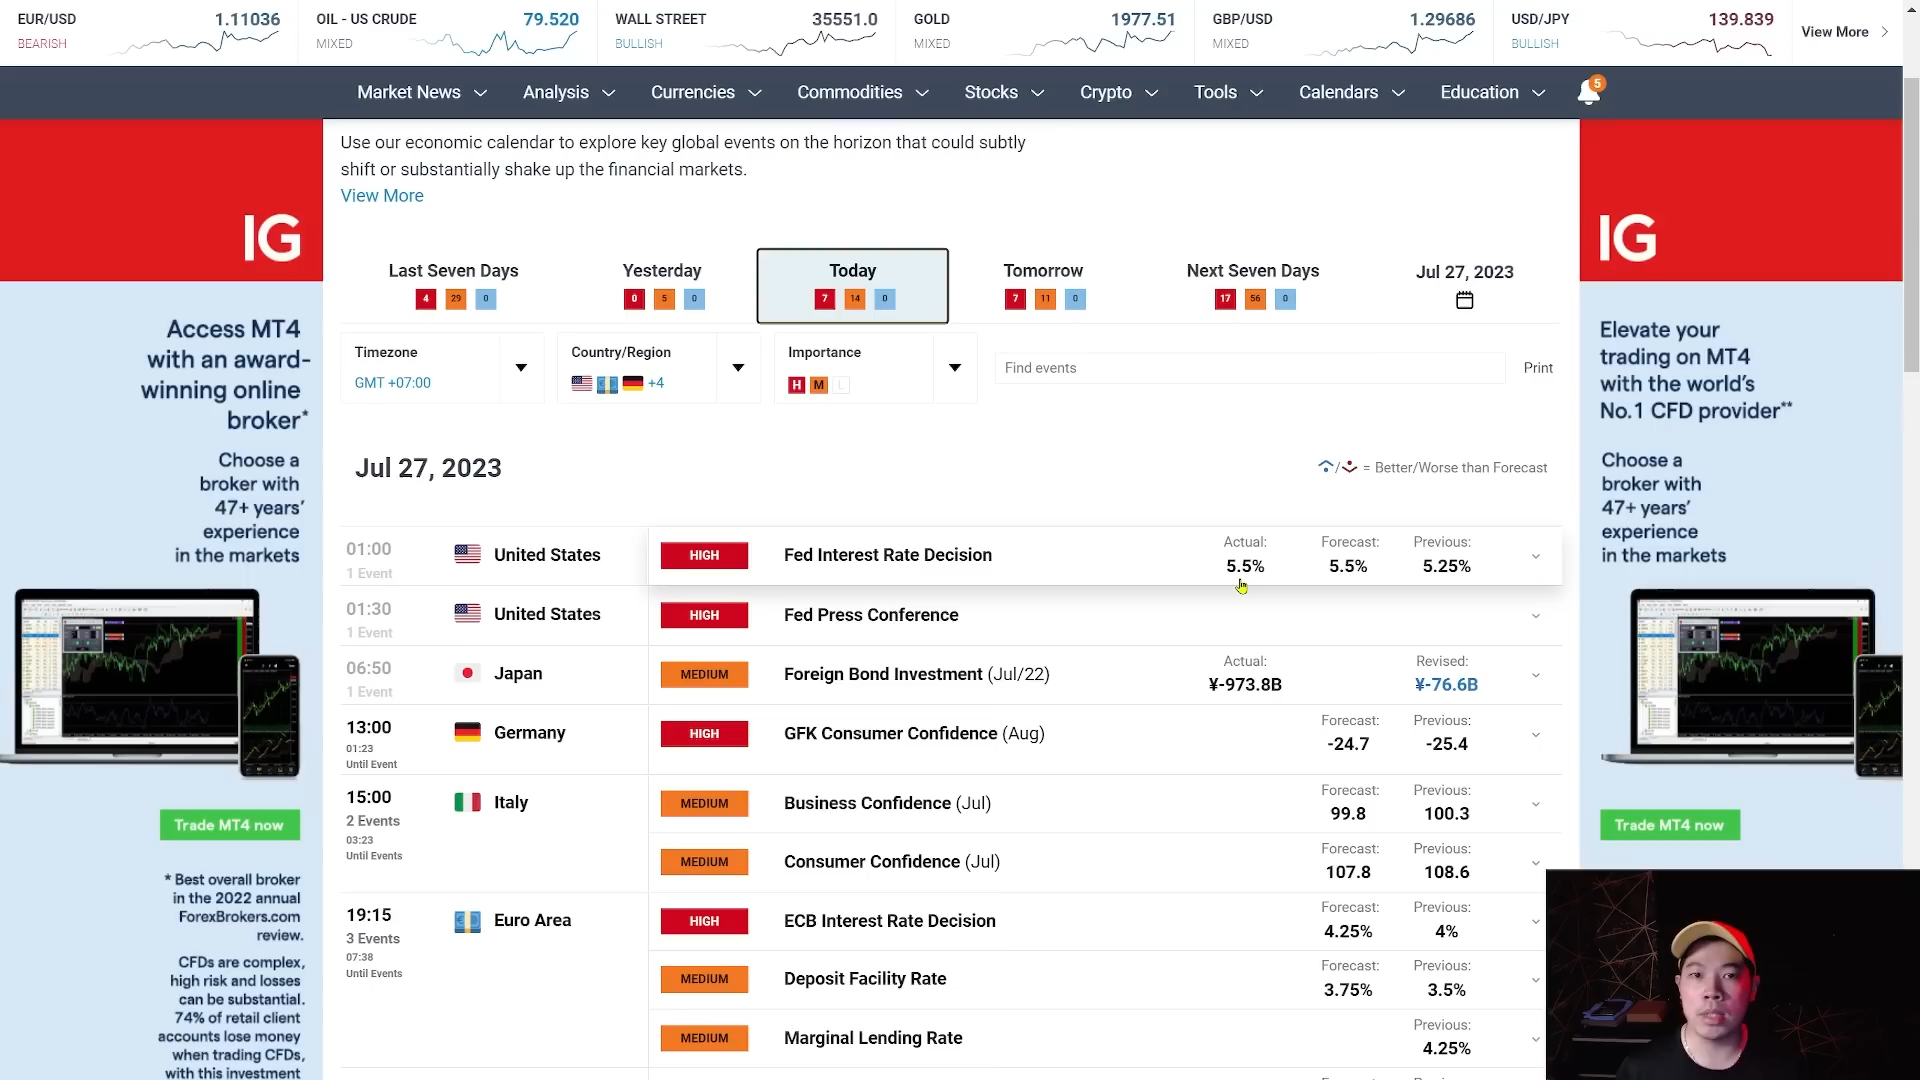 EUR/USD 1.11036
BEARISH
OIL - US CRUDE 79.520
MIXED
WALL STREET 35551.0
BULLISH
GOLD 1977.51
MIXED
GBP/USD 1.29686
MIXED
USD/JPY 139.839
BULLISH
View More
Market News Analysis Currencies Commodities Stocks Crypto Tools Calendars Education 5
Use our economic calendar to explore key global events on the horizon that could subtly
shift or substantially shake up the financial markets.
View More
Last Seven Days
4 29 0
Yesterday
0 5 0
Today
7 14 0
Tomorrow
7 11 0
Next Seven Days
17 56 0
Jul 27, 2023
Timezone
GMT +07:00
Country/Region
+4
Importance
H M L
Find events
Print
Jul 27, 2023
/ = Better/Worse than Forecast
01:00
1 Event
United States
HIGH
Fed Interest Rate Decision
Actual: Forecast: Previous:
5.5% 5.5% 5.25%
01:30
1 Event
United States
HIGH
Fed Press Conference
06:50
1 Event
Japan
MEDIUM
Foreign Bond Investment (Jul/22)
Actual: Revised:
¥-973.8B ¥-76.6B
13:00
01:23
Until Event
Germany
HIGH
GFK Consumer Confidence (Aug)
Forecast: Previous:
-24.7 -25.4
15:00
2 Events
03:23
Until Events
Italy
MEDIUM
Business Confidence (Jul)
Forecast: Previous:
99.8 100.3
MEDIUM
Consumer Confidence (Jul)
Forecast: Previous:
107.8 108.6
19:15
3 Events
07:38
Until Events
Euro Area
HIGH
ECB Interest Rate Decision
Forecast: Previous:
4.25% 4%
MEDIUM
Deposit Facility Rate
Forecast: Previous:
3.75% 3.5%
MEDIUM
Marginal Lending Rate
Previous:
4.25%
IG
Access MT4
with an award-
winning online
broker*
Choose a
broker with
47+ years'
experience
in the markets
Trade MT4 now
* Best overall broker
in the 2022 annual
ForexBrokers.com
review.
CFDs are complex,
high risk and losses
can be substantial.
74% of retail client
accounts lose money
when trading CFDs,
with this investment
IG
Elevate your
trading on MT4
with the world's
No.1 CFD provider**
Choose a
broker with
47+ years'
experience
in the markets
Trade MT4 now